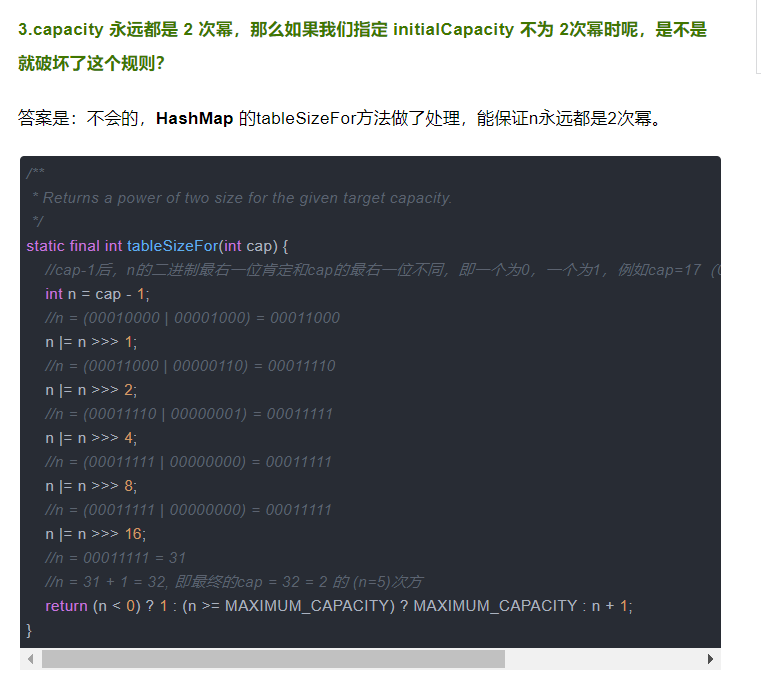 3.capacity 永远都是 2 次幂，那么如果我们指定 initialCapacity 不为 2次幂时呢，是不是
就破坏了这个规则？
答案是：不会的，HashMap 的tableSizeFor方法做了处理，能保证n永远都是2次幂。
/**
 * Returns a power of two size for the given target capacity.
 */
static final int tableSizeFor(int cap) {
    //cap-1后，n的二进制最右一位肯定和cap的最右一位不同，即一个为0，一个为1，例如cap=17（0
    int n = cap - 1;
    //n = (00010000 | 00001000) = 00011000
    n |= n >>> 1;
    //n = (00011000 | 00000110) = 00011110
    n |= n >>> 2;
    //n = (00011110 | 00000001) = 00011111
    n |= n >>> 4;
    //n = (00011111 | 00000000) = 00011111
    n |= n >>> 8;
    //n = (00011111 | 00000000) = 00011111
    n |= n >>> 16;
    //n = 00011111 = 31
    //n = 31 + 1 = 32, 即最终的cap = 32 = 2 的 (n=5)次方
    return (n < 0) ? 1 : (n >= MAXIMUM_CAPACITY) ? MAXIMUM_CAPACITY : n + 1;
}